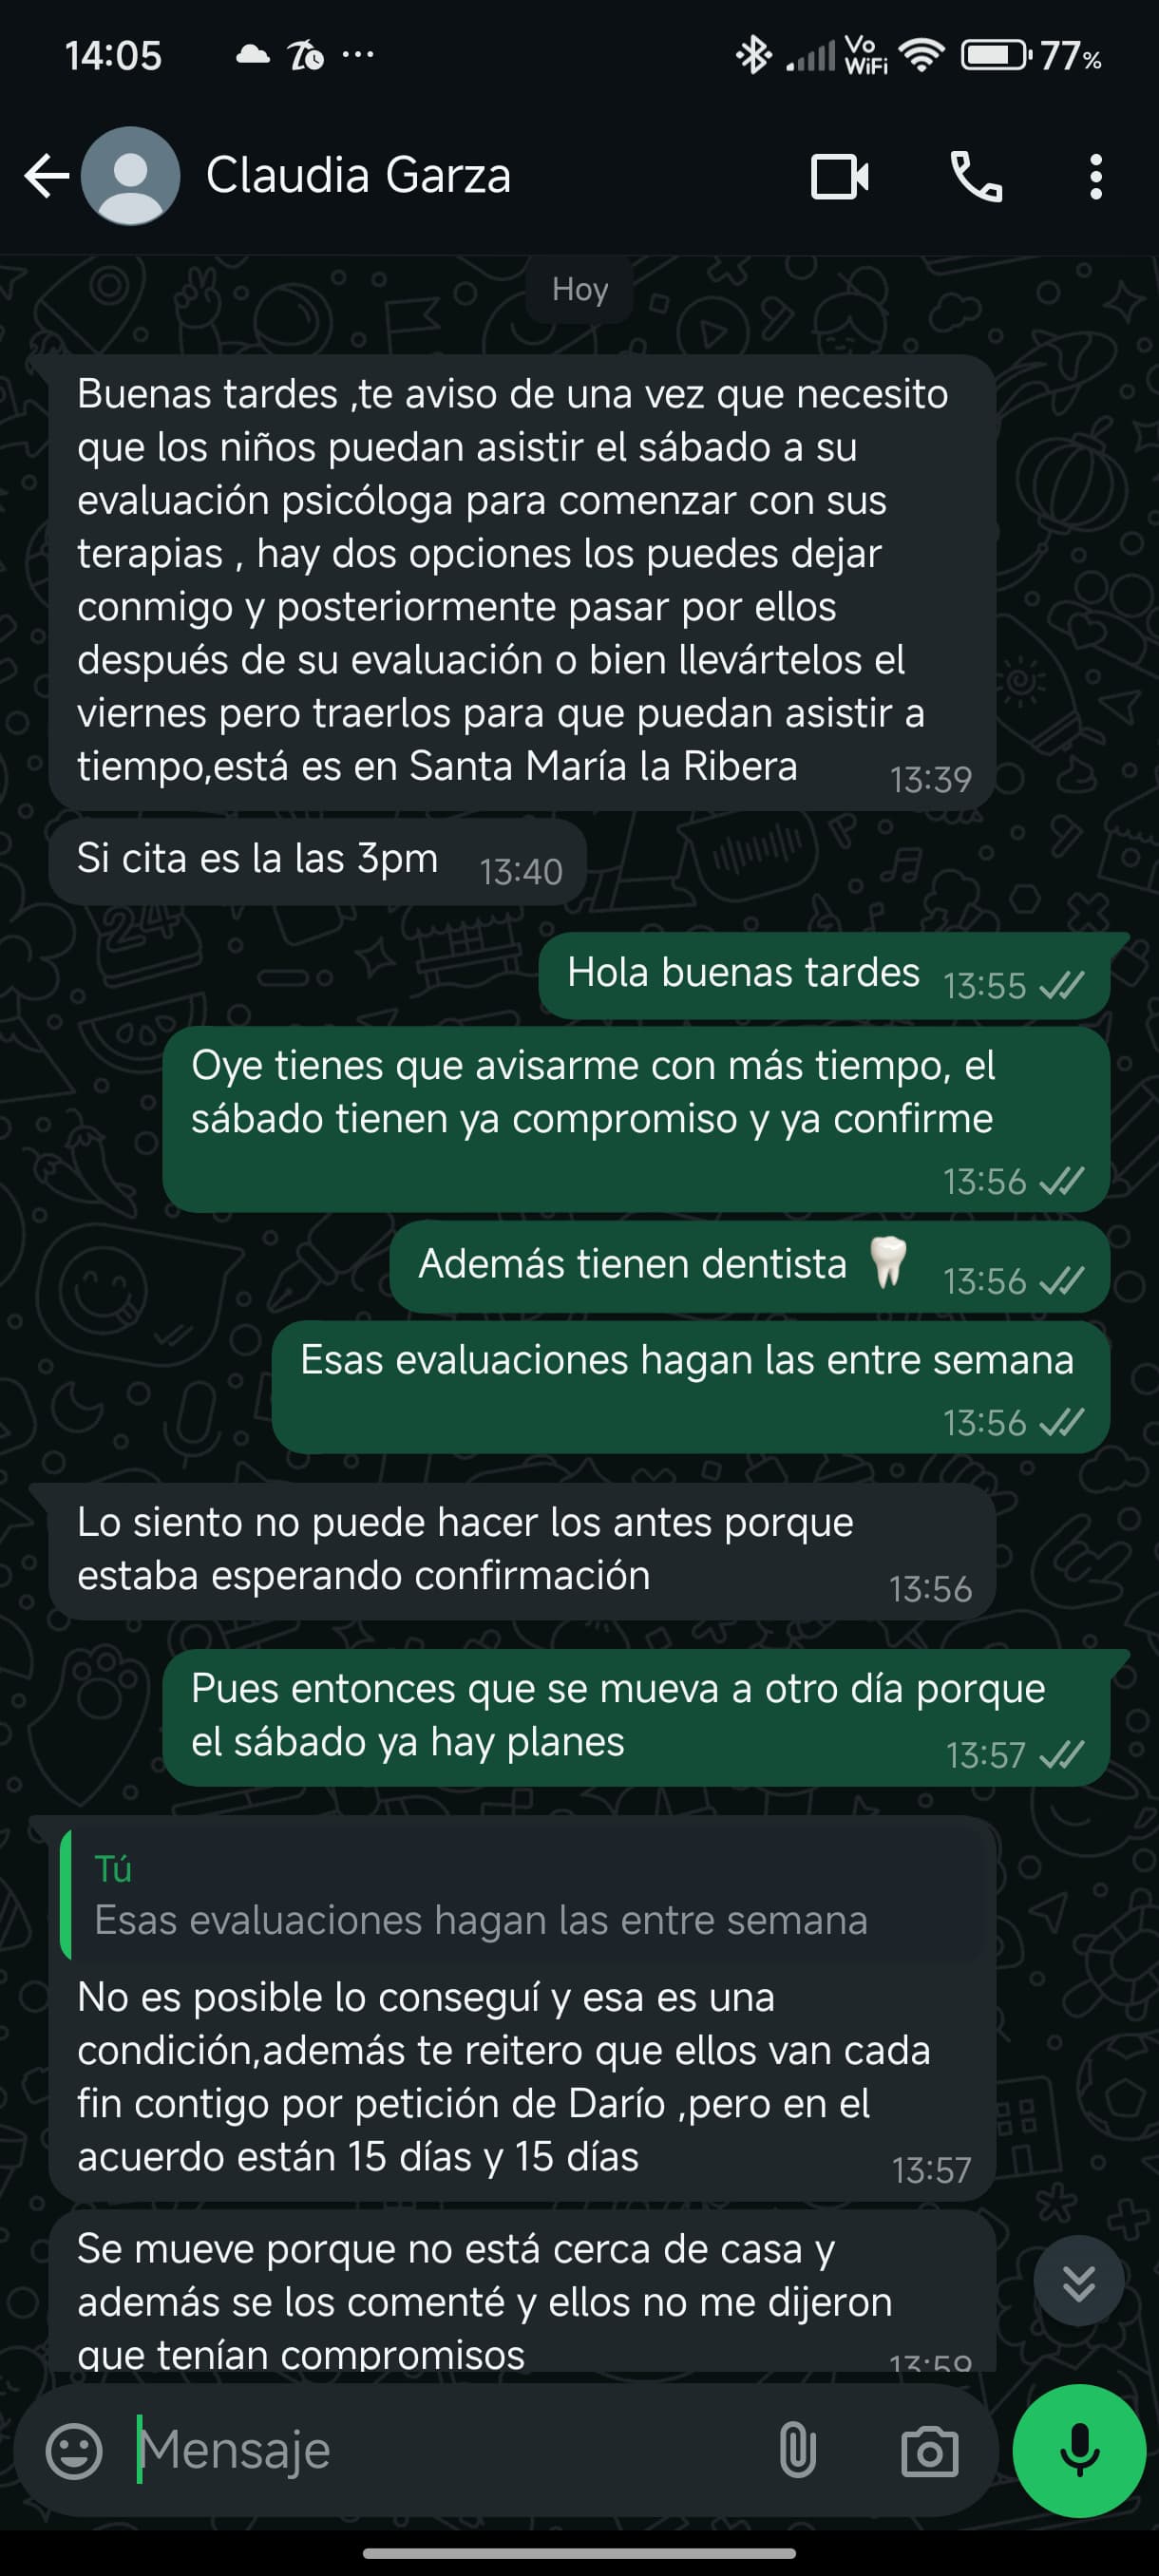 14:05
Vo
WiFi
77%
Claudia Garza
Hoy
Buenas tardes ,te aviso de una vez que necesito
que los niños puedan asistir el sábado a su
evaluación psicóloga para comenzar con sus
terapias , hay dos opciones los puedes dejar
conmigo y posteriormente pasar por ellos
después de su evaluación o bien llevártelos el
viernes pero traerlos para que puedan asistir a
tiempo,está es en Santa María la Ribera 13:39
Si cita es la las 3pm 13:40
Hola buenas tardes 13:55
Oye tienes que avisarme con más tiempo, el
sábado tienen ya compromiso y ya confirme
13:56
Además tienen dentista 🦷 13:56
Esas evaluaciones hagan las entre semana
13:56
Lo siento no puede hacer los antes porque
estaba esperando confirmación 13:56
Pues entonces que se mueva a otro día porque
el sábado ya hay planes 13:57
Tú
Esas evaluaciones hagan las entre semana
No es posible lo conseguí y esa es una
condición,además te reitero que ellos van cada
fin contigo por petición de Darío ,pero en el
acuerdo están 15 días y 15 días 13:57
Se mueve porque no está cerca de casa y
además se los comenté y ellos no me dijeron
que tenían compromisos 13:59
Mensaje